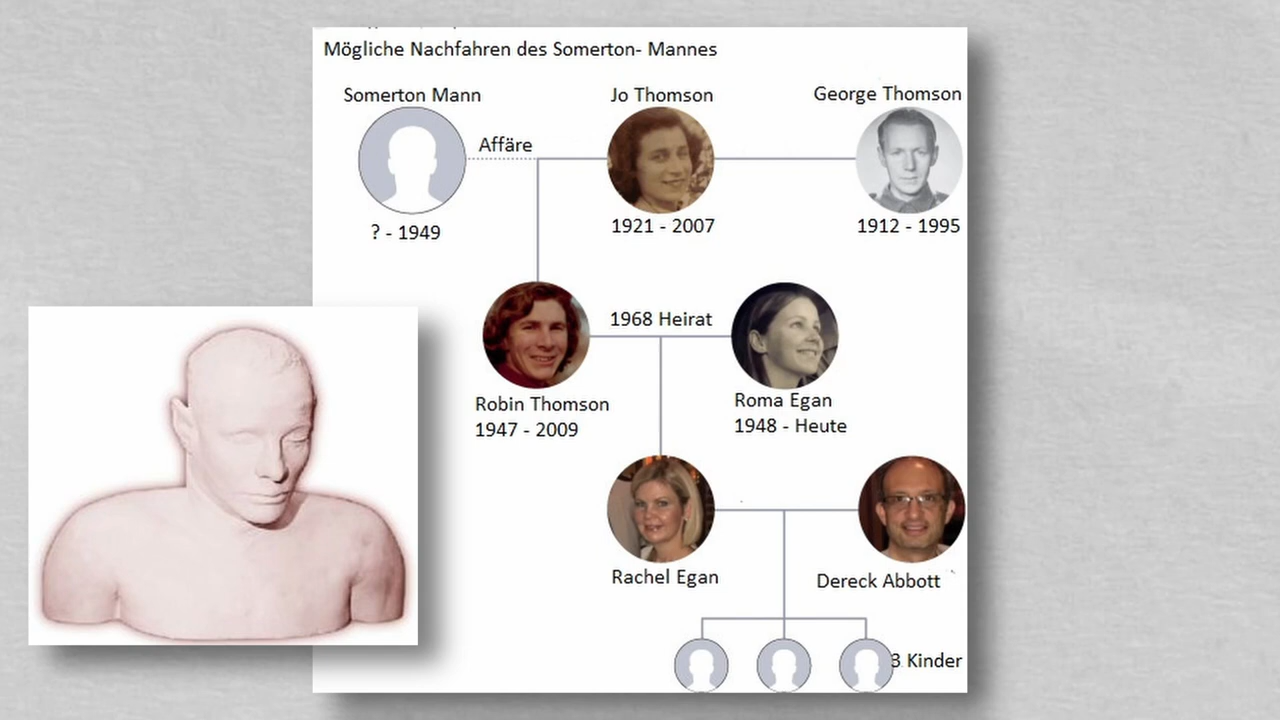 Mögliche Nachfahren des Somerton- Mannes
Somerton Mann
Jo Thomson
George Thomson
Affäre
? - 1949
1921 - 2007
1912 - 1995
1968 Heirat
Robin Thomson
1947 - 2009
Roma Egan
1948 - Heute
Rachel Egan
Dereck Abbott
3 Kinder